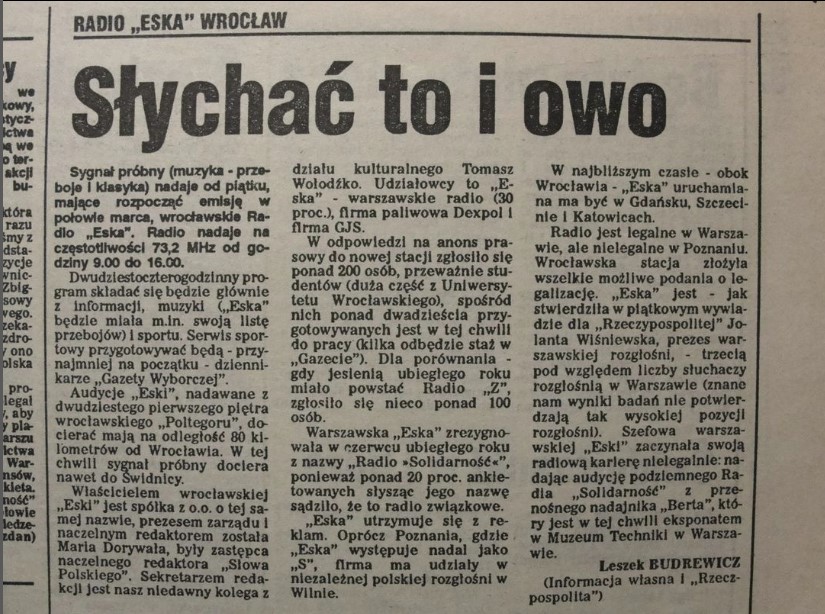 RADIO „ESKA” WROCŁAW
Słychać to i owo
Sygnał próbny (muzyka - prze-
boje i klasyka) nadaje od piątku,
mające rozpocząć emisję w
połowie marca, wrocławskie Ra-
dio „Eska”. Radio nadaje na
częstotliwości 73,2 MHz od go-
dziny 9.00 do 16.00.
Dwudziestoczterogodzinny pro-
gram składać się będzie głównie
z informacji, muzyki („Eska”
będzie miała m.in. swoją listę
przebojów) i sportu. Serwis spor-
towy przygotowywać będą - przy-
najmniej na początku - dzienni-
karze „Gazety Wyborczej”.
Audycje „Eski”, nadawane z
dwudziestego pierwszego piętra
wrocławskiego „Poltegoru”, do-
cierać mają na odległość 80 ki-
lometrów od Wrocławia. W tej
chwili sygnał próbny dociera
nawet do Świdnicy.
Właścicielem wrocławskiej
„Eski” jest spółka z o.o. o tej sa-
mej nazwie, prezesem zarządu i
naczelnym redaktorem została
Maria Dorywała, były zastępca
naczelnego redaktora „Słowa
Polskiego”. Sekretarzem reda-
kcji jest nasz niedawny kolega z
działu kulturalnego Tomasz
Wołodźko. Udziałowcy to „E-
ska” - warszawskie radio (30
proc.), firma paliwowa Dexpol i
firma GJS.
W odpowiedzi na anons pra-
sowy do nowej stacji zgłosiło się
ponad 200 osób, przeważnie stu-
dentów (duża część z Uniwersy-
tetu Wrocławskiego), spośród
nich ponad dwadzieścia przy-
gotowywanych jest w tej chwili
do pracy (kilka odbędzie staż w
„Gazecie”). Dla porównania -
gdy jesienią ubiegłego roku
miało powstać Radio „Z”,
zgłosiło się nieco ponad 100
osób.
Warszawska „Eska” zrezygno-
wała w czerwcu ubiegłego roku
z nazwy „Radio »Solidarność«”,
ponieważ ponad 20 proc. ankie-
towanych słysząc jego nazwę
sądziło, że to radio związkowe.
„Eska” utrzymuje się z re-
klam. Oprócz Poznania, gdzie
„Eska” występuje nadal jako
„S”, firma ma udziały w
niezależnej polskiej rozgłośni w
Wilnie.
W najbliższym czasie - obok
Wrocławia - „Eska” uruchamia-
na ma być w Gdańsku, Szczeci-
nie i Katowicach.
Radio jest legalne w Warsza-
wie, ale nielegalne w Poznaniu.
Wrocławska stacja złożyła
wszelkie możliwe podania o le-
galizację. „Eska” jest - jak
stwierdziła w piątkowym wywia-
dzie dla „Rzeczypospolitej” Jo-
lanta Wiśniewska, prezes war-
szawskiej rozgłośni, - trzecią
pod względem liczby słuchaczy
rozgłośnią w Warszawie (znane
nam wyniki badań nie potwier-
dzają tak wysokiej pozycji
rozgłośni). Szefowa warsza-
wskiej „Eski” zaczynała swoją
radiową karierę nielegalnie: na-
dając audycję podziemnego Ra-
dia „Solidarność” z prze-
nośnego nadajnika „Berta”, któ-
ry jest w tej chwili eksponatem
w Muzeum Techniki w Warsza-
wie.
Leszek BUDREWICZ
(Informacja własna i „Rzecz-
pospolita”)